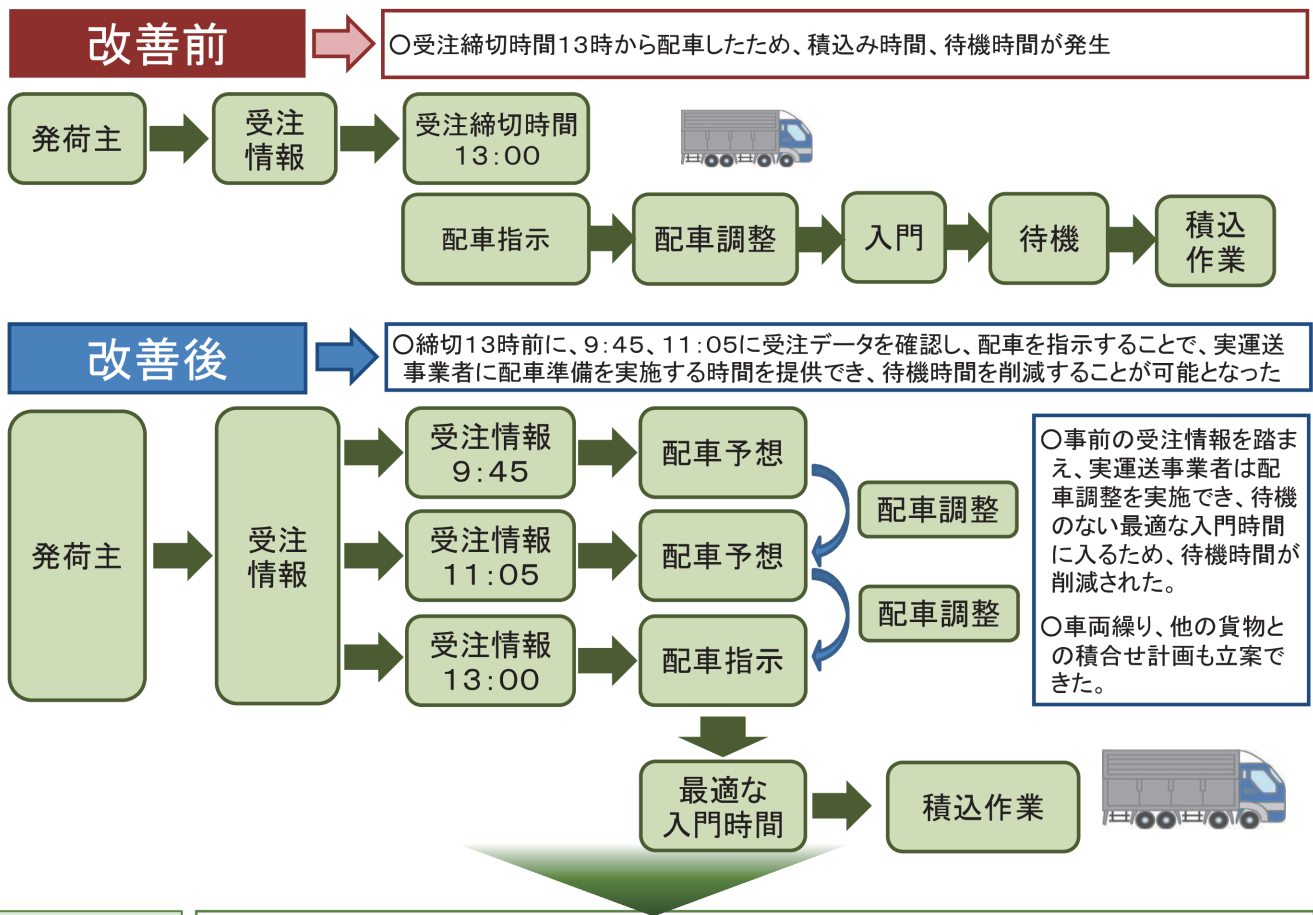 改善前
○受注締切時間13時から配車したため、積込み時間、待機時間が発生
発荷主
受注
情報
受注締切時間
13:00
配車指示
配車調整
入門
待機
積込
作業
改善後
○締切13時前に、9:45、11:05に受注データを確認し、配車を指示することで、実運送
事業者に配車準備を実施する時間を提供でき、待機時間を削減することが可能となった
発荷主
受注
情報
受注情報
9:45
配車予想
配車調整
受注情報
11:05
配車予想
配車調整
受注情報
13:00
配車指示
○事前の受注情報を踏ま
え、実運送事業者は配
車調整を実施でき、待機
のない最適な入門時間
に入るため、待機時間が
削減された。
○車両繰り、他の貨物と
の積合せ計画も立案で
きた。
最適な
入門時間
積込作業